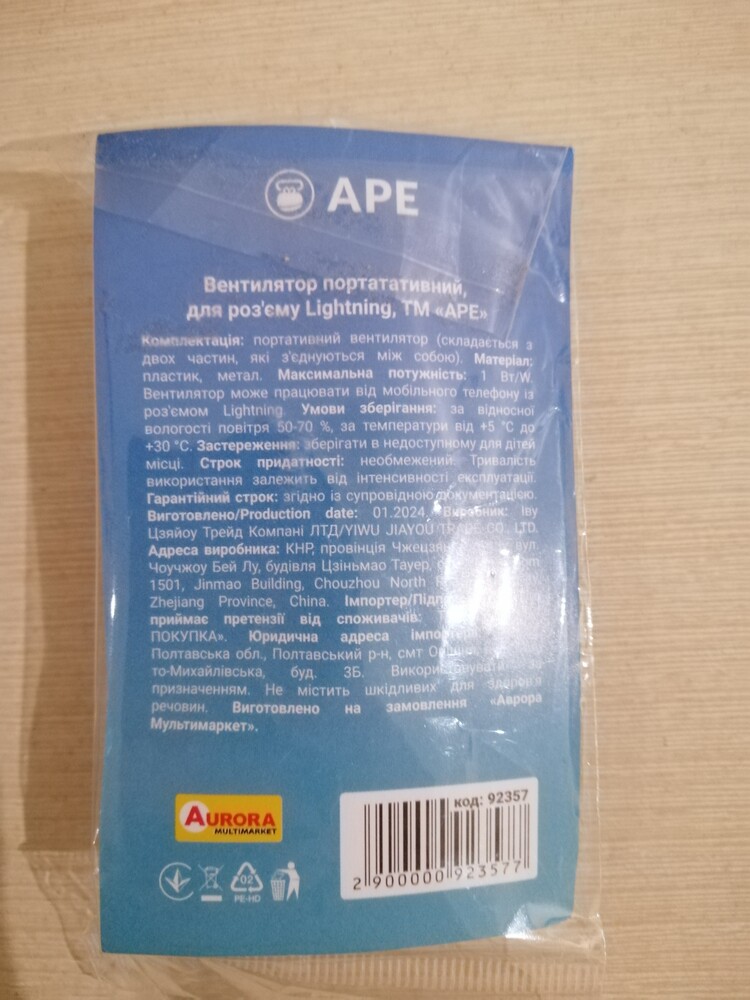 APE
Вентилятор портатативний,
для роз'єму Lightning, ТМ «APE»
Комплектація: портативний вентилятор (складається з
двох частин, які з'єднуються між собою). Матеріал:
пластик, метал. Максимальна потужність: 1 Вт/W.
Вентилятор може працювати від мобільного телефону із
роз'ємом Lightning. Умови зберігання: за відносної
вологості повітря 50-70 %, за температури від +5 °C до
+30 °C. Застереження: зберігати в недоступному для дітей
місці. Строк придатності: необмежений. Тривалість
використання залежить від інтенсивності експлуатації.
Гарантійний строк: згідно із супровідною документацією.
Виготовлено/Production date: 01.2024. Виробник: Іву
Цзяйоу Трейд Компані ЛТД/YIWU JIAYOU TRADE CO., LTD.
Адреса виробника: КНР, провінція Чжецзян, вул.
Чоучжоу Бей Лу, будівля Цзіньмао Тауер,
1501, Jinmao Building, Chouzhou North
Zhejiang Province, China.
приймає претензії від споживачів:
ПОКУПКА». Юридична адреса
Полтавська обл., Полтавський р-н, смт
то-Михайлівська, буд. 3Б. Використовувати за
призначенням. Не містить шкідливих для здоров'я
речовин. Виготовлено на замовлення «Аврора
Мультимаркет».
код: 92357
AURORA
MULTIMARKET
2 900000 923577
02
PE-HD